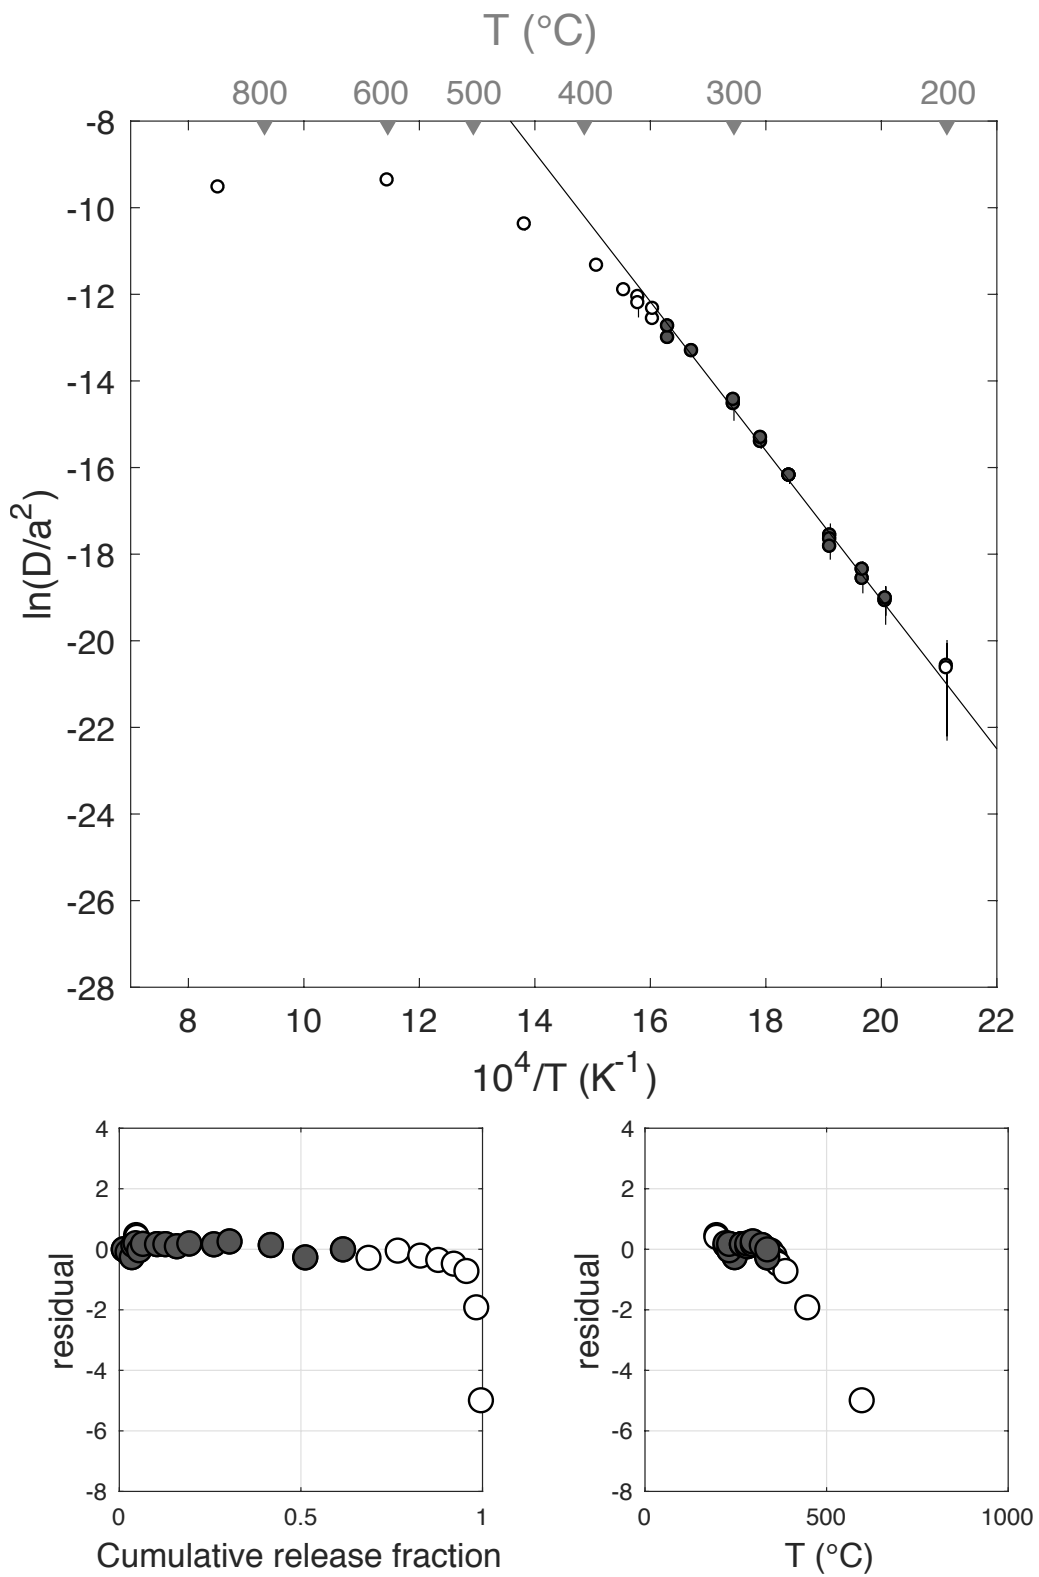 T (°C)
800 600 500 400 300 200
-8
-10
-12
-14
-16
-18
-20
-22
-24
-26
-28
ln(D/a²)
8 10 12 14 16 18 20 22
10⁴/T (K⁻¹)
4
2
0
-2
-4
-6
-8
residual
0 0.5 1
Cumulative release fraction
4
2
0
-2
-4
-6
-8
residual
0 500 1000
T (°C)